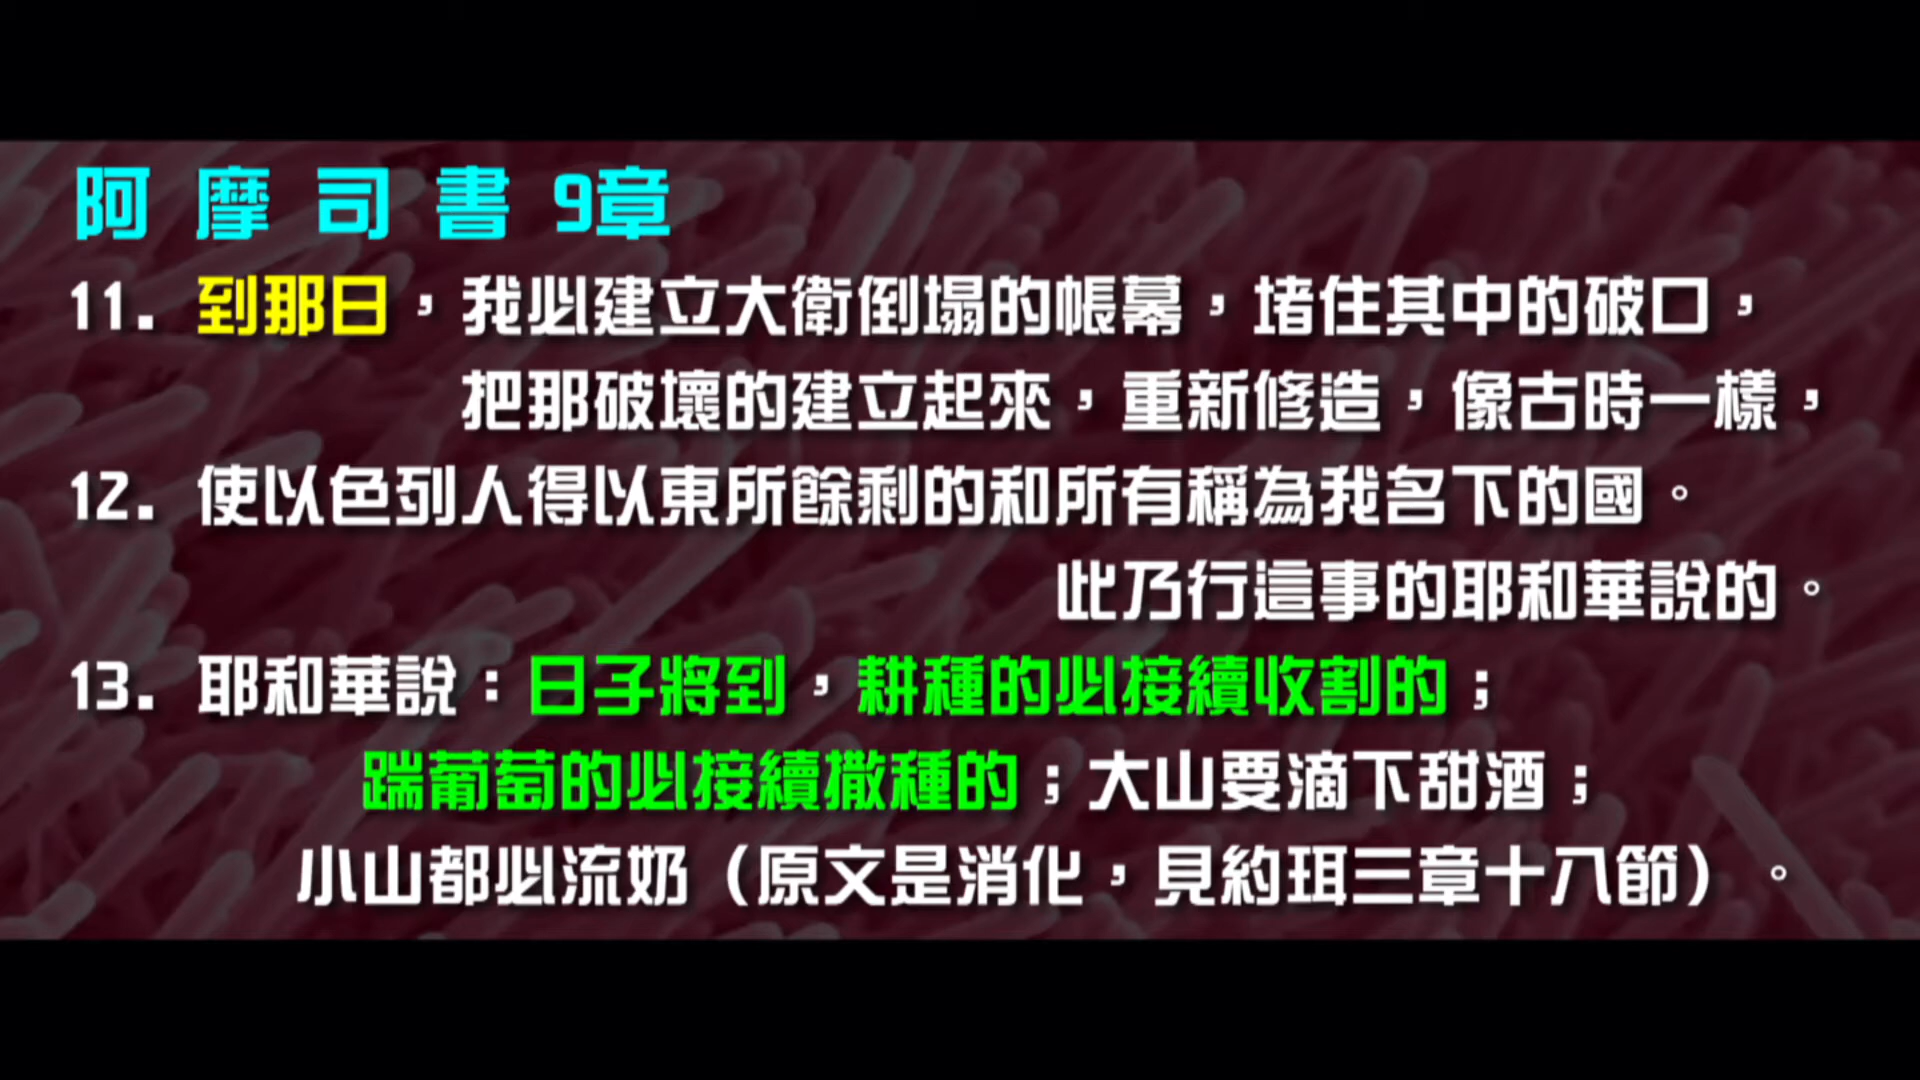 阿摩司書 9章
11. 到那日，我必建立大衛倒塌的帳幕，堵住其中的破口，
把那破壞的建立起來，重新修造，像古時一樣，
12. 使以色列人得以東所餘剩的和所有稱為我名下的國。
此乃行這事的耶和華說的。
13. 耶和華說：日子將到，耕種的必接續收割的；
踹葡萄的必接續撒種的；大山要滴下甜酒；
小山都必流奶（原文是消化，見約珥三章十八節）。